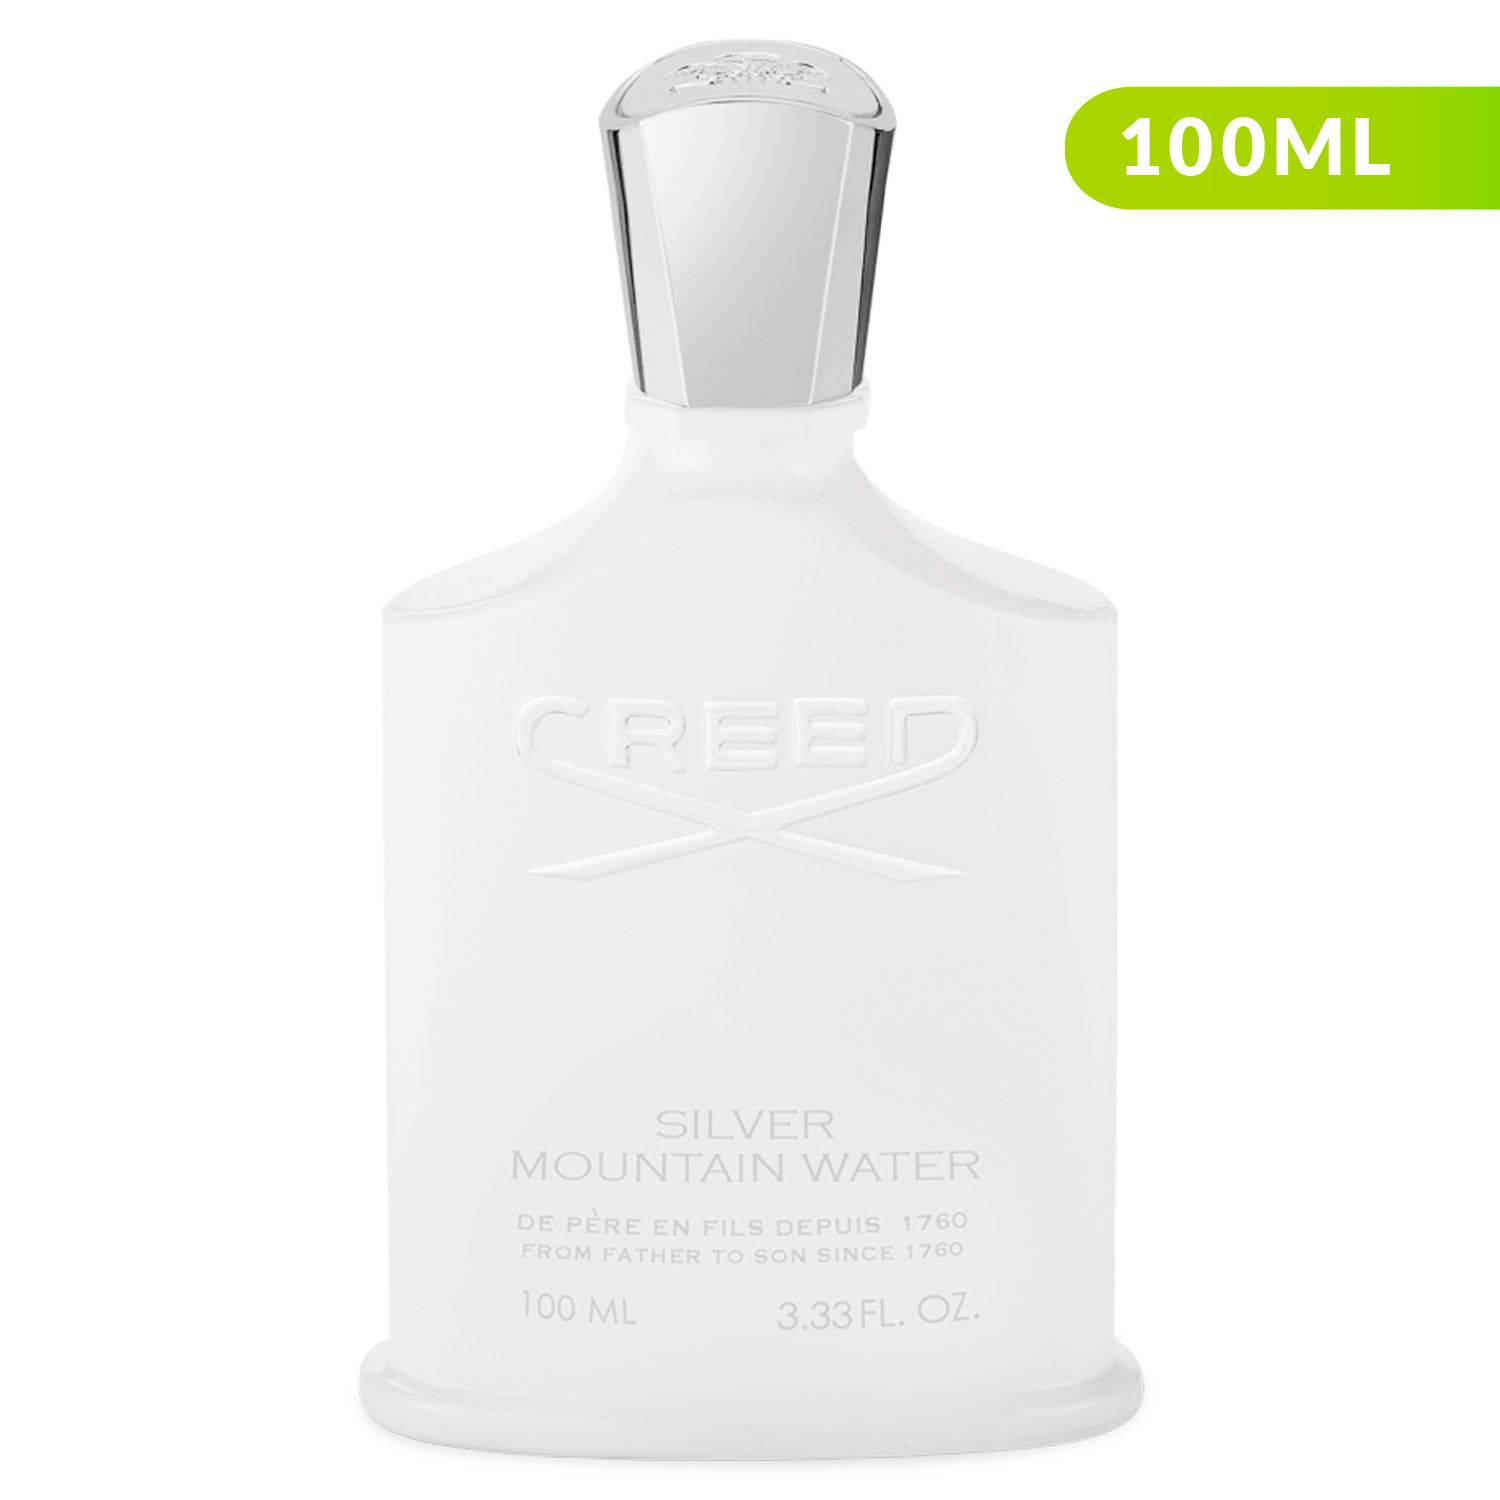 100ML
CREED
SILVER
MOUNTAIN WATER
DE PÈRE EN FILS DEPUIS 1760
FROM FATHER TO SON SINCE 1760
100 ML 3.33 FL. OZ.